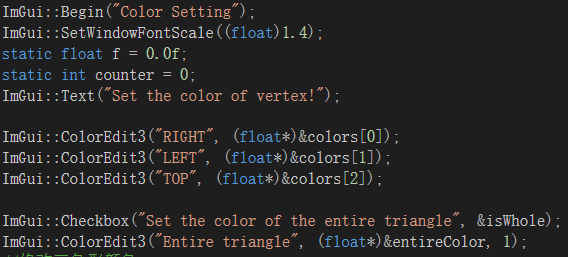 ImGui::Begin("Color Setting");
ImGui::SetWindowFontScale((float)1.4);
static float f = 0.0f;
static int counter = 0;
ImGui::Text("Set the color of vertex!");
ImGui::ColorEdit3("RIGHT", (float*)&colors[0]);
ImGui::ColorEdit3("LEFT", (float*)&colors[1]);
ImGui::ColorEdit3("TOP", (float*)&colors[2]);
ImGui::Checkbox("Set the color of the entire triangle", &isWhole);
ImGui::ColorEdit3("Entire triangle", (float*)&entireColor, 1);